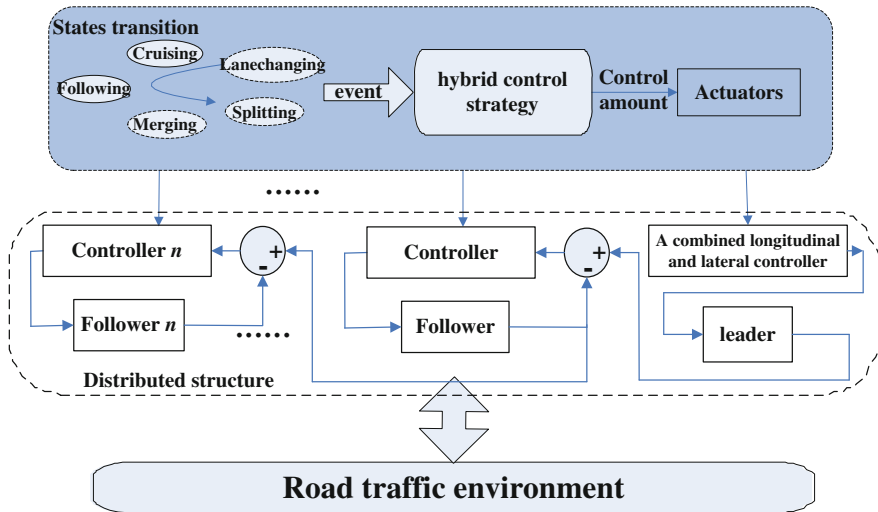 States transition
Cruising
Lanechanging
Following
Merging
Splitting
event
hybrid control
strategy
Control
amount
Actuators
......
Controller n
+
-
Controller
+
-
A combined longitudinal
and lateral controller
Follower n
......
Follower
leader
Distributed structure
Road traffic environment